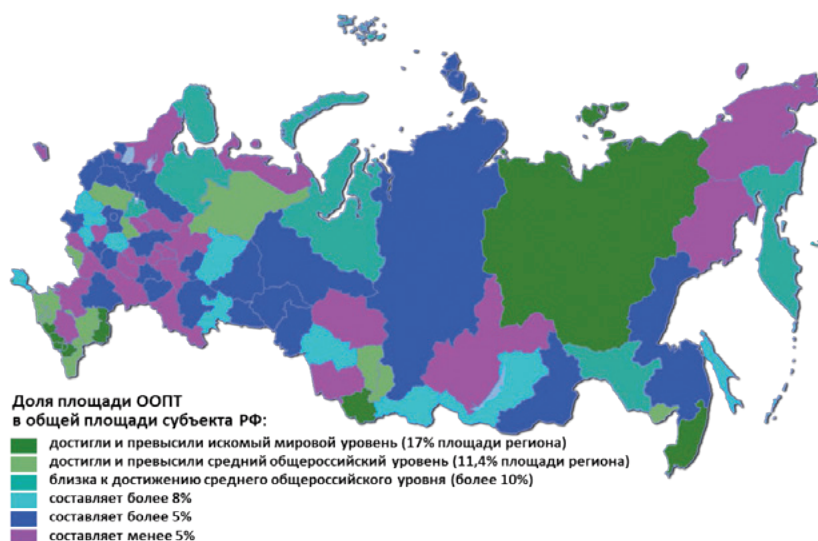 Доля площади ООПТ
в общей площади субъекта РФ:
достигли и превысили искомый мировой уровень (17% площади региона)
достигли и превысили средний общероссийский уровень (11,4% площади региона)
близка к достижению среднего общероссийского уровня (более 10%)
составляет более 8%
составляет более 5%
составляет менее 5%